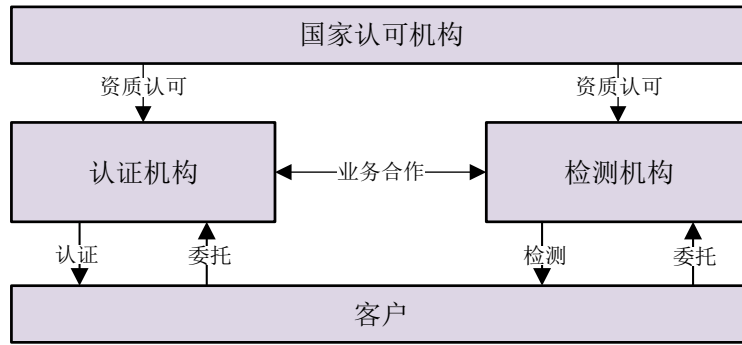 国家认可机构
资质认可
资质认可
认证机构
业务合作
检测机构
认证
委托
检测
委托
客户